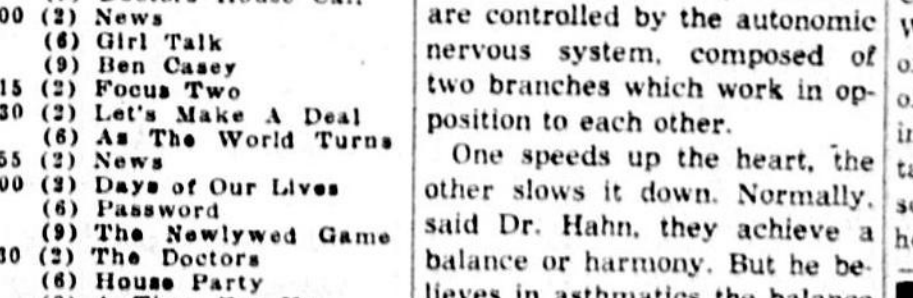 00 (2) News
(6) Girl Talk
(9) Ben Casey
15 (2) Focus Two
30 (2) Let's Make A Deal
(6) As The World Turns
55 (2) News
00 (2) Days of Our Lives
(6) Password
(9) The Newlywed Game
30 (2) The Doctors
(6) House Party
are controlled by the autonomic
nervous system, composed of
two branches which work in op-
position to each other.
One speeds up the heart, the
other slows it down. Normally,
said Dr. Hahn, they achieve a
balance or harmony. But he be-
lieves in asthmatics the balance